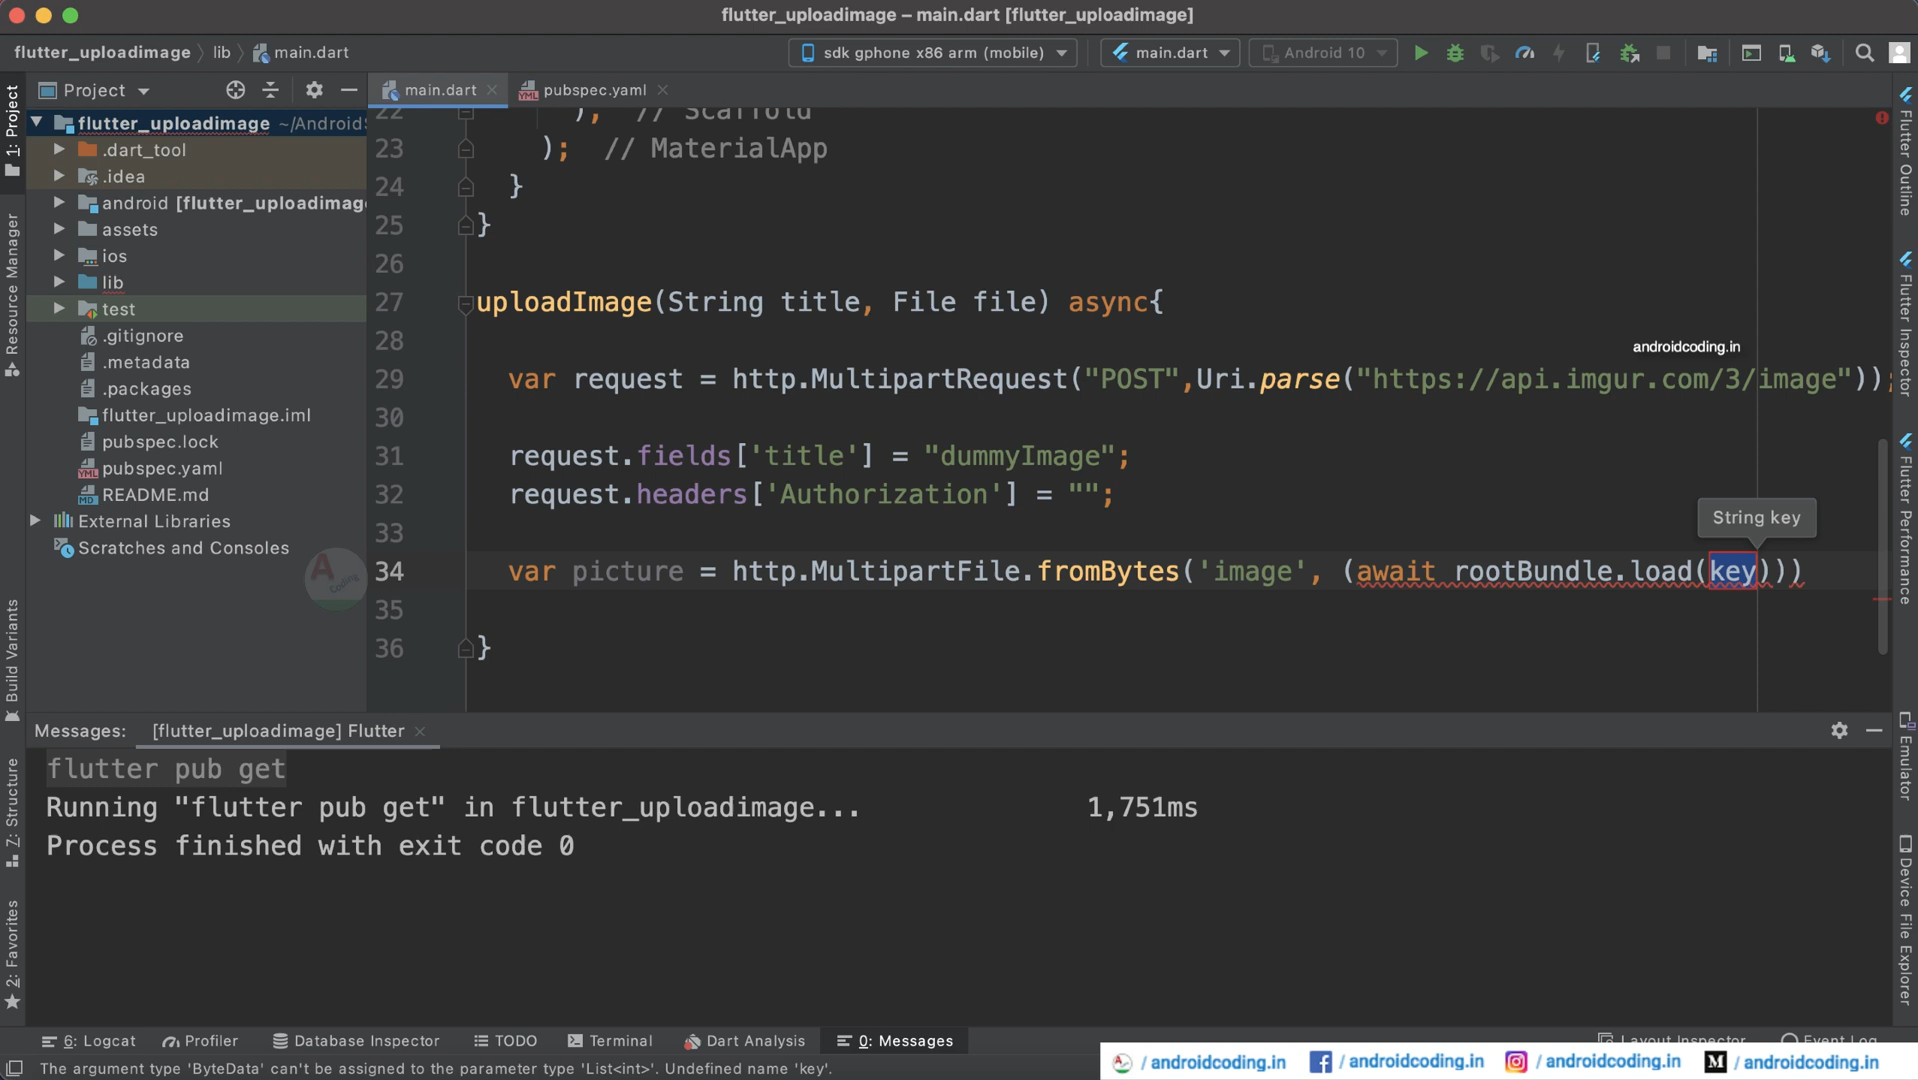 flutter_uploadimage – main.dart [flutter_uploadimage]
flutter_uploadimage lib main.dart
sdk gphone x86 arm (mobile) main.dart Android 10
Project
main.dart
pubspec.yaml
flutter_uploadimage ~/AndroidS
.dart_tool
.idea
android [flutter_uploadimag
assets
ios
lib
test
.gitignore
.metadata
.packages
flutter_uploadimage.iml
pubspec.lock
pubspec.yaml
README.md
External Libraries
Scratches and Consoles
1: Project
Resource Manager
Build Variants
Z: Structure
2: Favorites
22 ), // Scaffold
23 ); // MaterialApp
24 }
25 }
26
27 uploadImage(String title, File file) async{
28
androidcoding.in
29 var request = http.MultipartRequest("POST",Uri.parse("https://api.imgur.com/3/image"));
30
31 request.fields['title'] = "dummyImage";
32 request.headers['Authorization'] = "";
33
String key
34 var picture = http.MultipartFile.fromBytes('image', (await rootBundle.load(key)))
35
36 }
A
Coding
Flutter Outline
Flutter Inspector
Flutter Performance
Emulator
Device File Explorer
Messages: [flutter_uploadimage] Flutter
flutter pub get
Running "flutter pub get" in flutter_uploadimage... 1,751ms
Process finished with exit code 0
6: Logcat Profiler Database Inspector TODO Terminal Dart Analysis 0: Messages Layout Inspector Event Log
The argument type 'ByteData' can't be assigned to the parameter type 'List<int>'. Undefined name 'key'.
/ androidcoding.in / androidcoding.in / androidcoding.in M / androidcoding.in